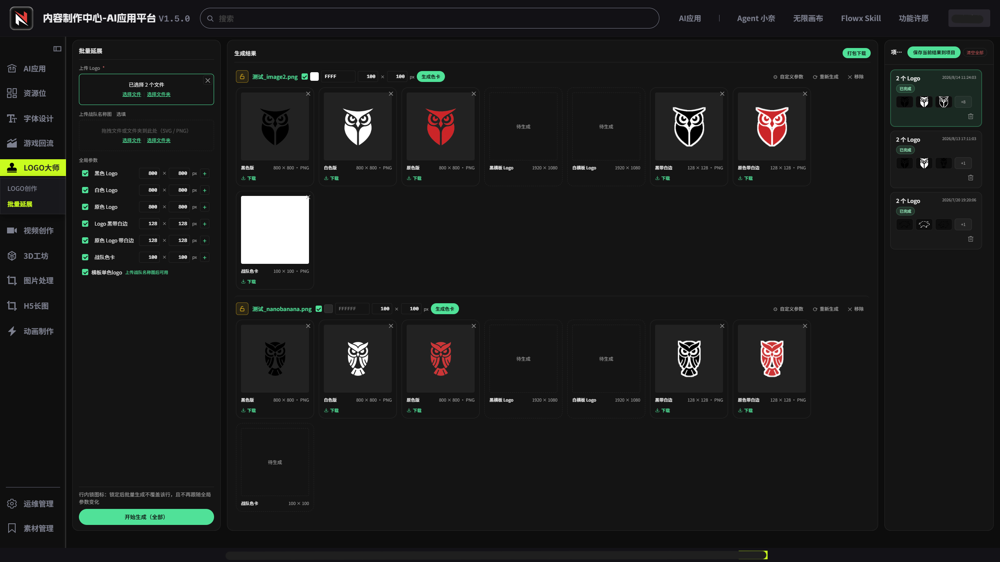 内容制作中心-AI应用平台 V1.5.0
搜索
AI应用
Agent 小奈
无限画布
Flowx Skill
功能许愿
AI应用
资源位
字体设计
游戏回流
LOGO大师
LOGO创作
批量延展
视频创作
3D工坊
图片处理
H5长图
动画制作
运维管理
素材管理
批量延展
上传 Logo *
已选择 2 个文件
选择文件 | 选择文件夹
上传战队名称图 选填
拖拽文件或文件夹到此处（SVG / PNG）
选择文件 | 选择文件夹
全局参数
黑色 Logo 800 × 800 px +
白色 Logo 800 × 800 px +
原色 Logo 800 × 800 px +
Logo 黑带白边 128 × 128 px +
原色 Logo 带白边 128 × 128 px +
战队色卡 100 × 100 px +
横板单色logo 上传战队名称图后可用
行内锁图标：锁定后批量生成不覆盖该行，且不再跟随全局
参数变化
开始生成（全部）
生成结果
打包下载
测试_image2.png FFFF 100 × 100 px 生成色卡
自定义参数 重新生成 移除
待生成
待生成
黑色版 800 × 800 • PNG
下载
白色版 800 × 800 • PNG
下载
原色版 800 × 800 • PNG
下载
黑横板 Logo 1920 × 1080
白横板 Logo 1920 × 1080
黑带白边 128 × 128 • PNG
下载
原色带白边 128 × 128 • PNG
下载
战队色卡 100 × 100 • PNG
下载
测试_nanobanana.png FFFFFF 100 × 100 px 生成色卡
自定义参数 重新生成 移除
待生成
待生成
黑色版 800 × 800 • PNG
下载
白色版 800 × 800 • PNG
下载
原色版 800 × 800 • PNG
下载
黑横板 Logo 1920 × 1080
白横板 Logo 1920 × 1080
黑带白边 128 × 128 • PNG
下载
原色带白边 128 × 128 • PNG
下载
待生成
战队色卡 100 × 100
项… 保存当前结果到项目 清空全部
2 个 Logo 2026/8/14 11:24:03
已完成
+8
2 个 Logo 2026/8/13 17:11:03
已完成
+1
2 个 Logo 2026/7/20 19:20:06
已完成
+1